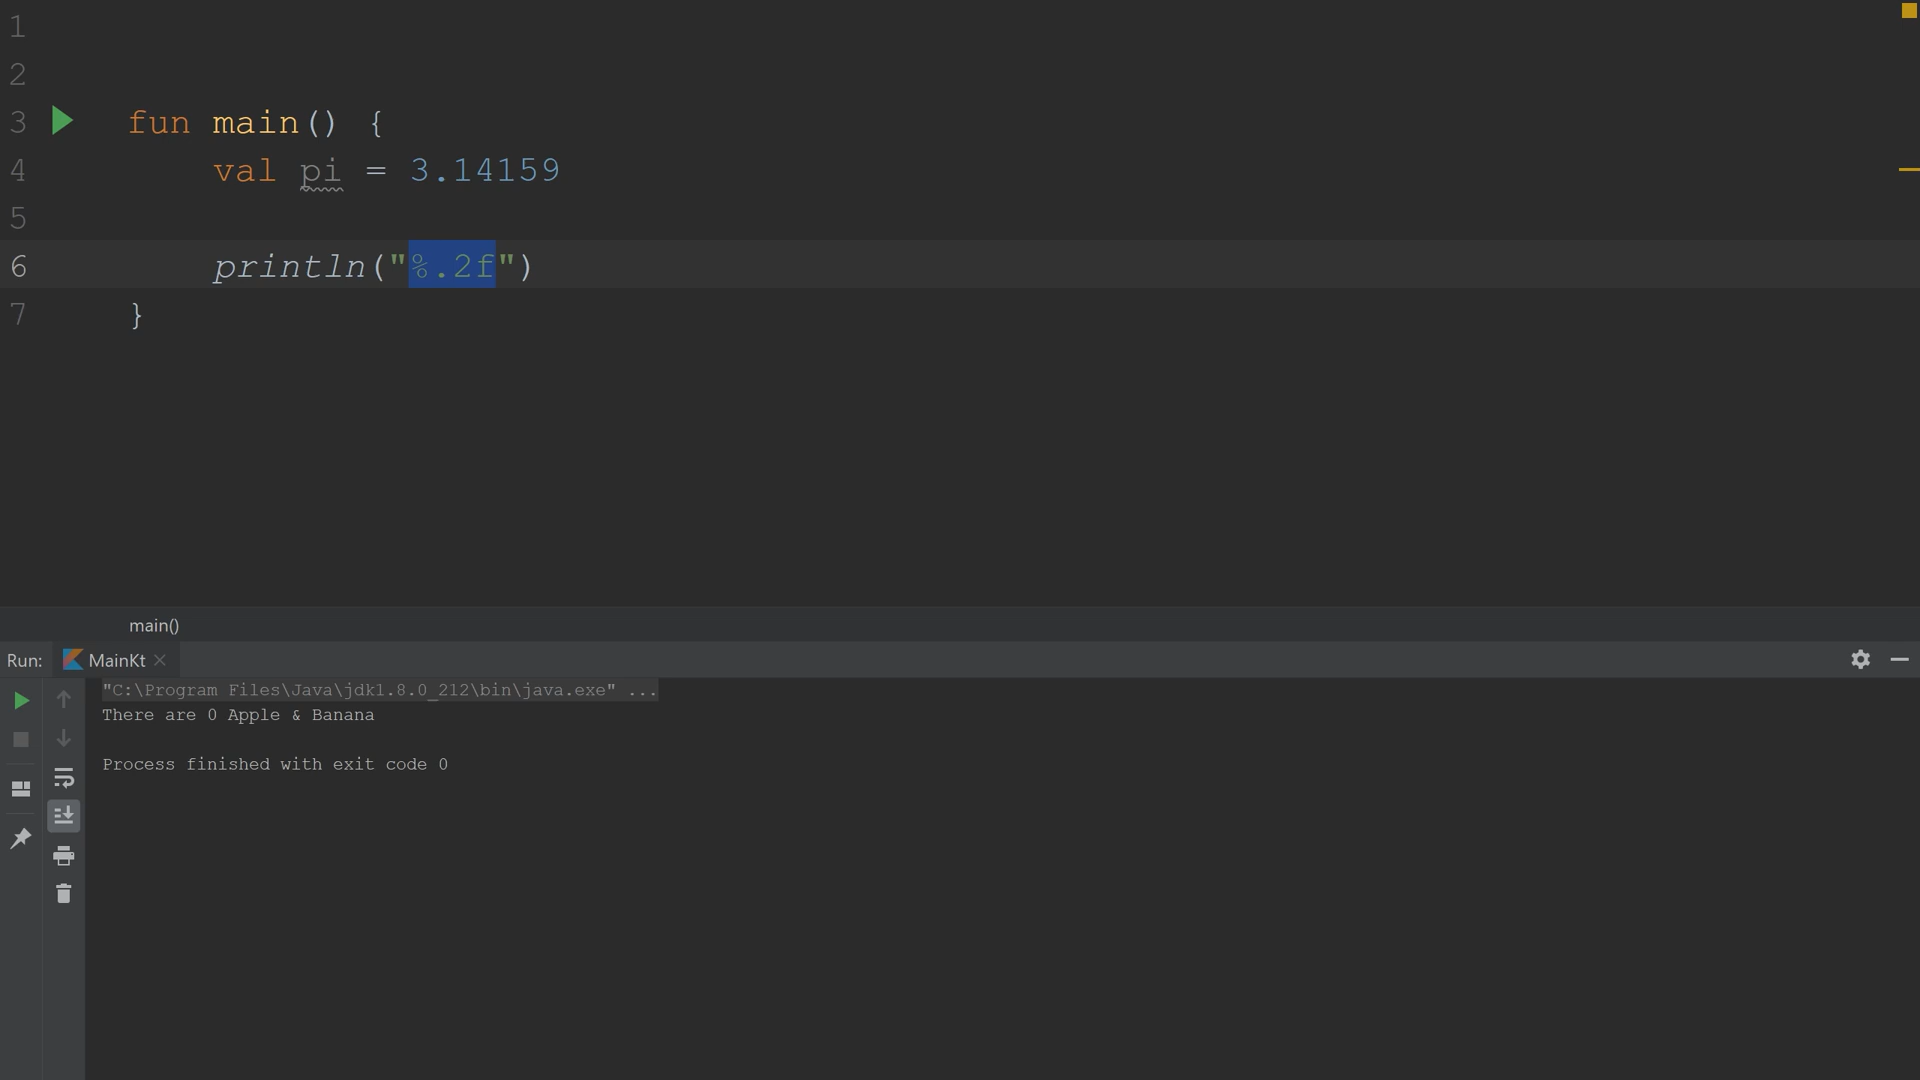 1
2
3 fun main() {
4 val pi = 3.14159
5
6 println("%.2f")
7 }
main()
Run: MainKt
"C:\Program Files\Java\jdk1.8.0_212\bin\java.exe" ...
There are 0 Apple & Banana
Process finished with exit code 0